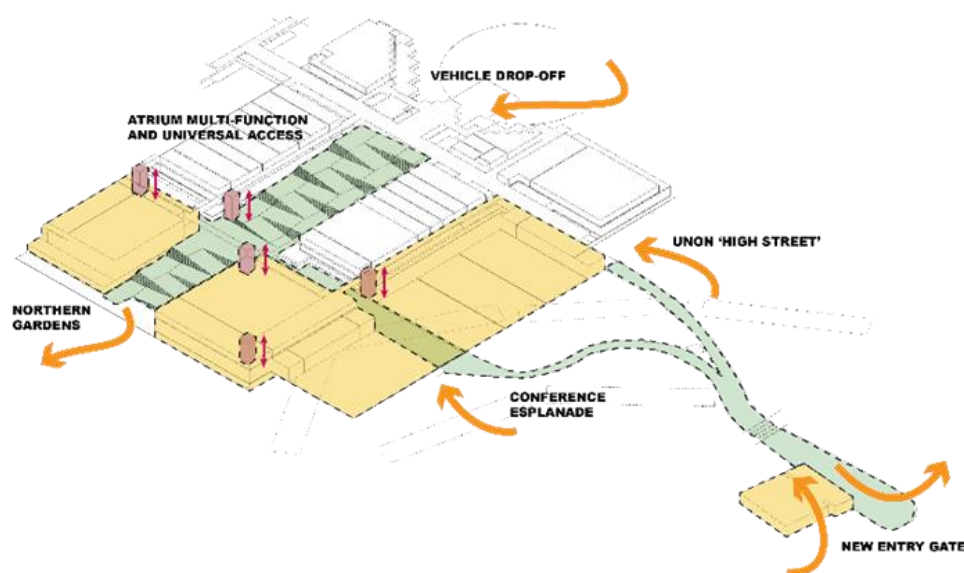 VEHICLE DROP-OFF
ATRIUM MULTI-FUNCTION
AND UNIVERSAL ACCESS
UNON ‘HIGH STREET’
NORTHERN
GARDENS
CONFERENCE
ESPLANADE
NEW ENTRY GATE